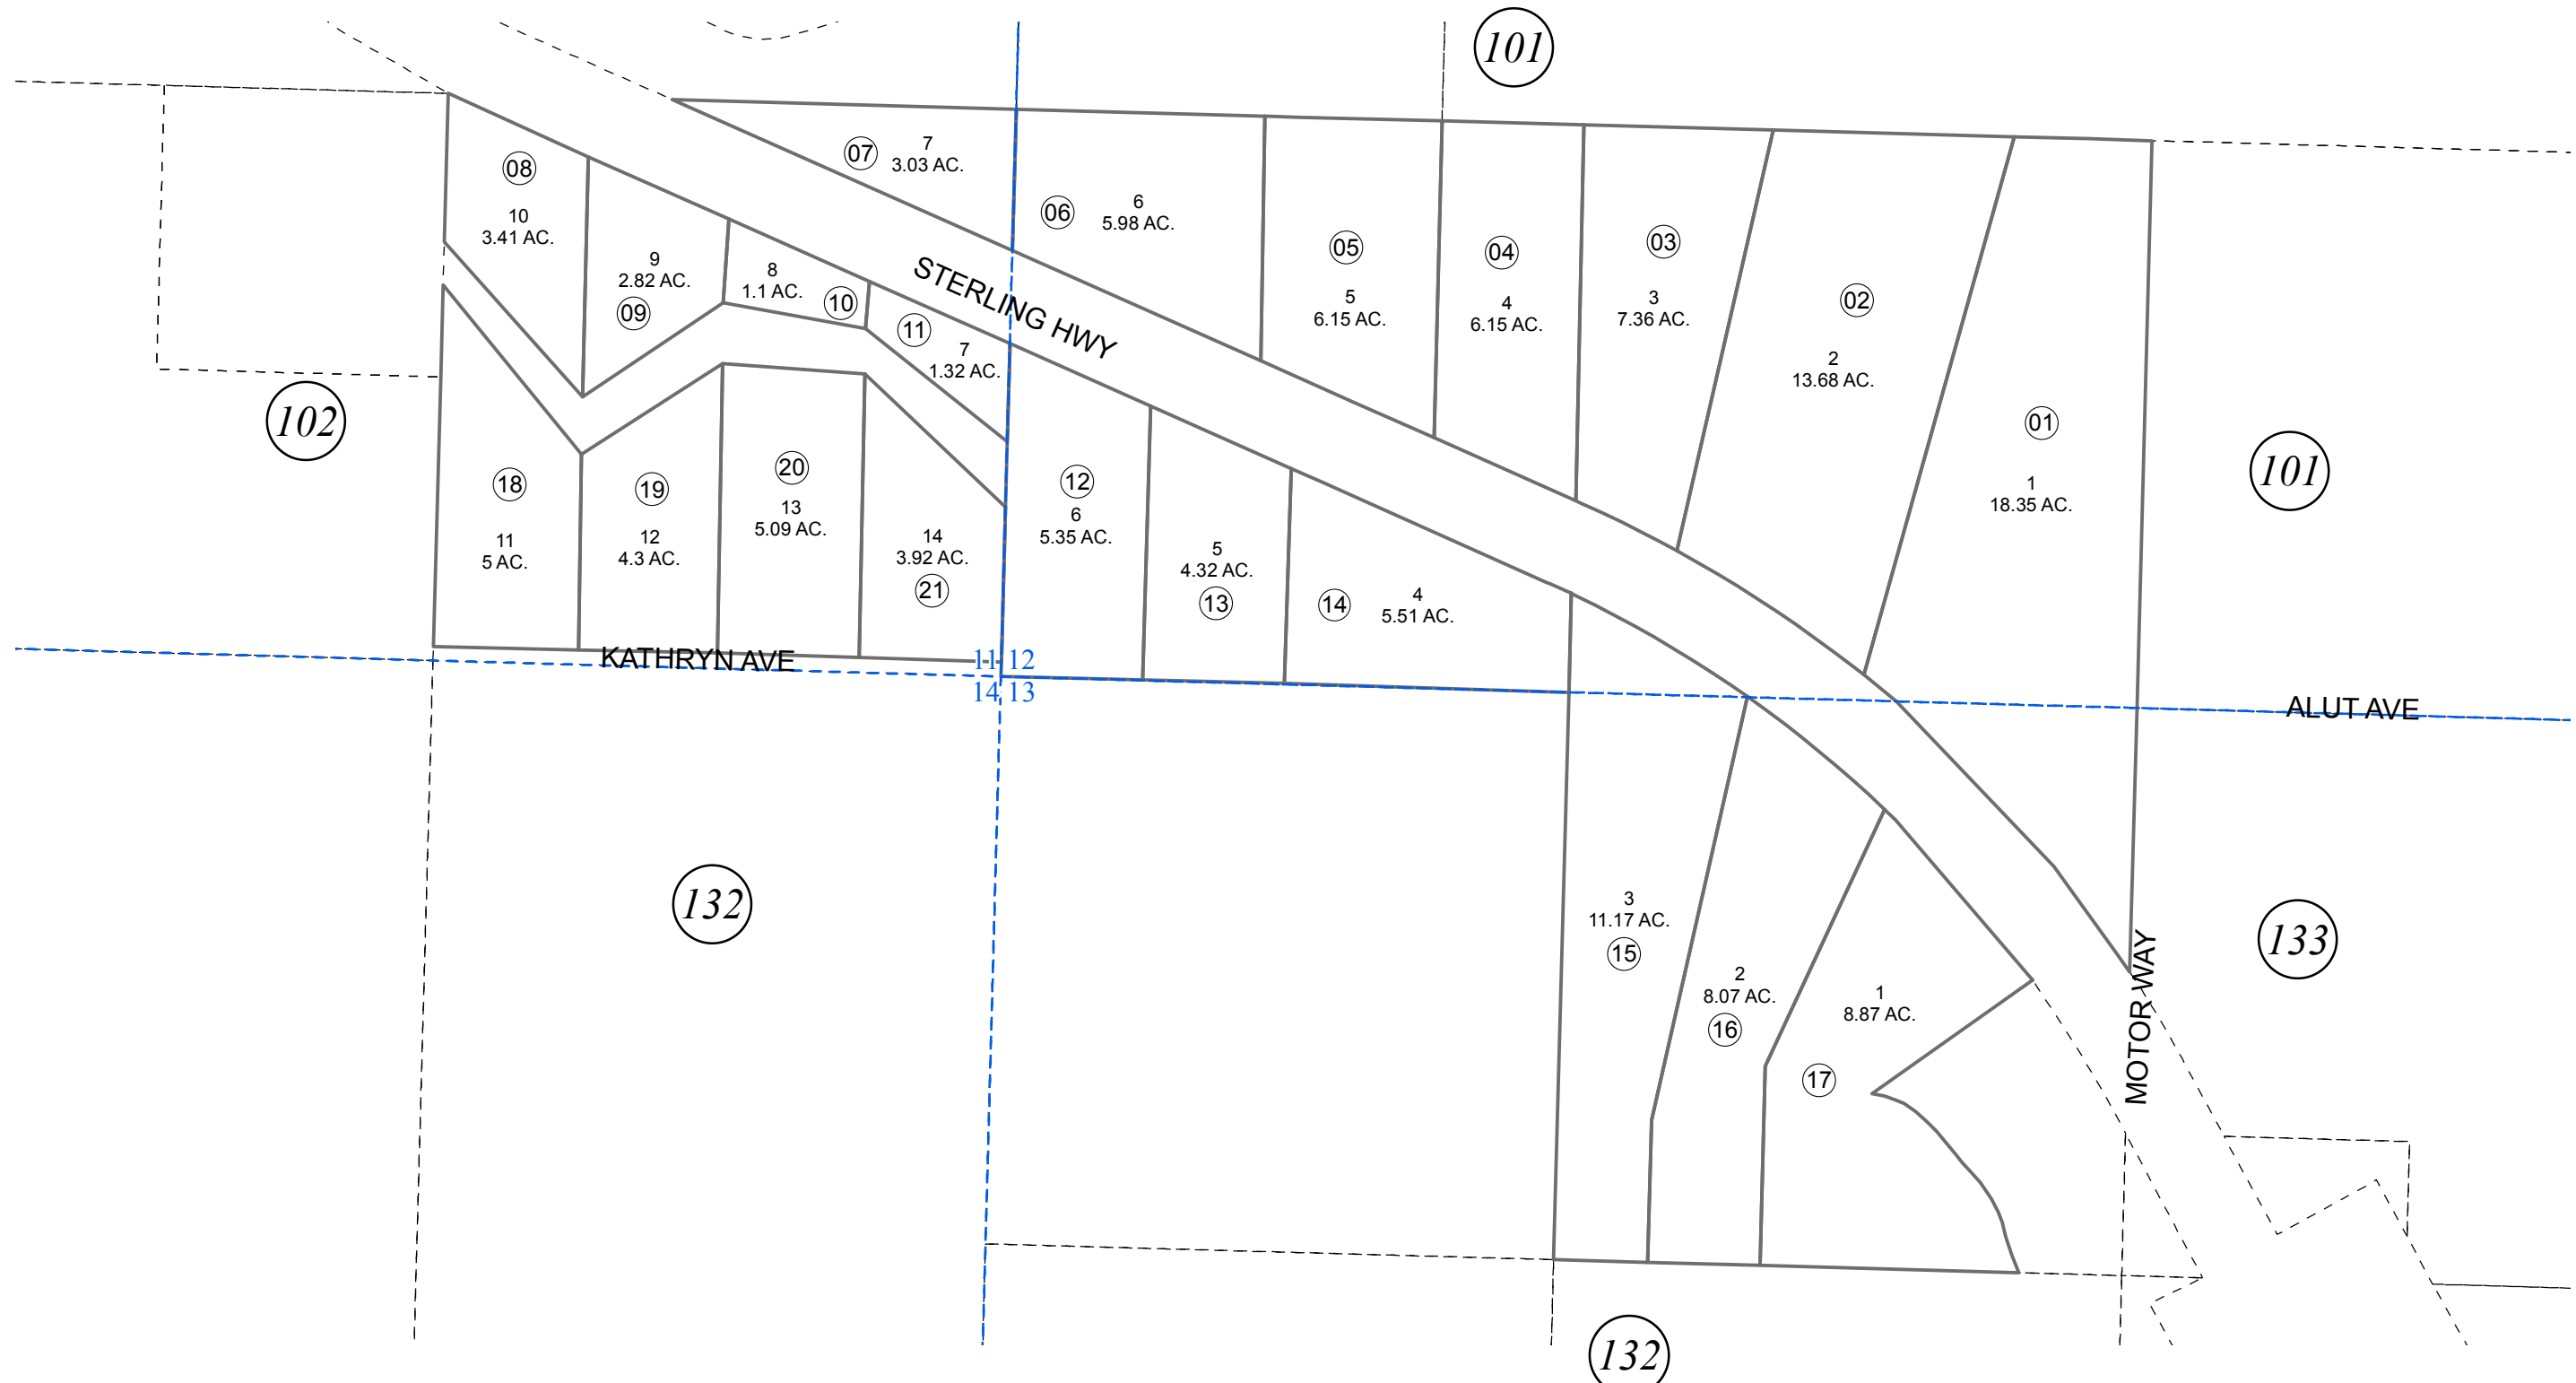 101
07
7
3.03 AC.
08
10
3.41 AC.
06
6
5.98 AC.
05
5
6.15 AC.
04
4
6.15 AC.
03
3
7.36 AC.
02
2
13.68 AC.
01
1
18.35 AC.
9
2.82 AC.
09
8
1.1 AC.
10
11
7
1.32 AC.
STERLING HWY
102
101
18
11
5 AC.
19
12
4.3 AC.
20
13
5.09 AC.
14
3.92 AC.
21
12
6
5.35 AC.
5
4.32 AC.
13
14
4
5.51 AC.
KATHRYN AVE
11 12
14 13
ALUT AVE
132
3
11.17 AC.
15
2
8.07 AC.
16
1
8.87 AC.
17
MOTOR WAY
133
132